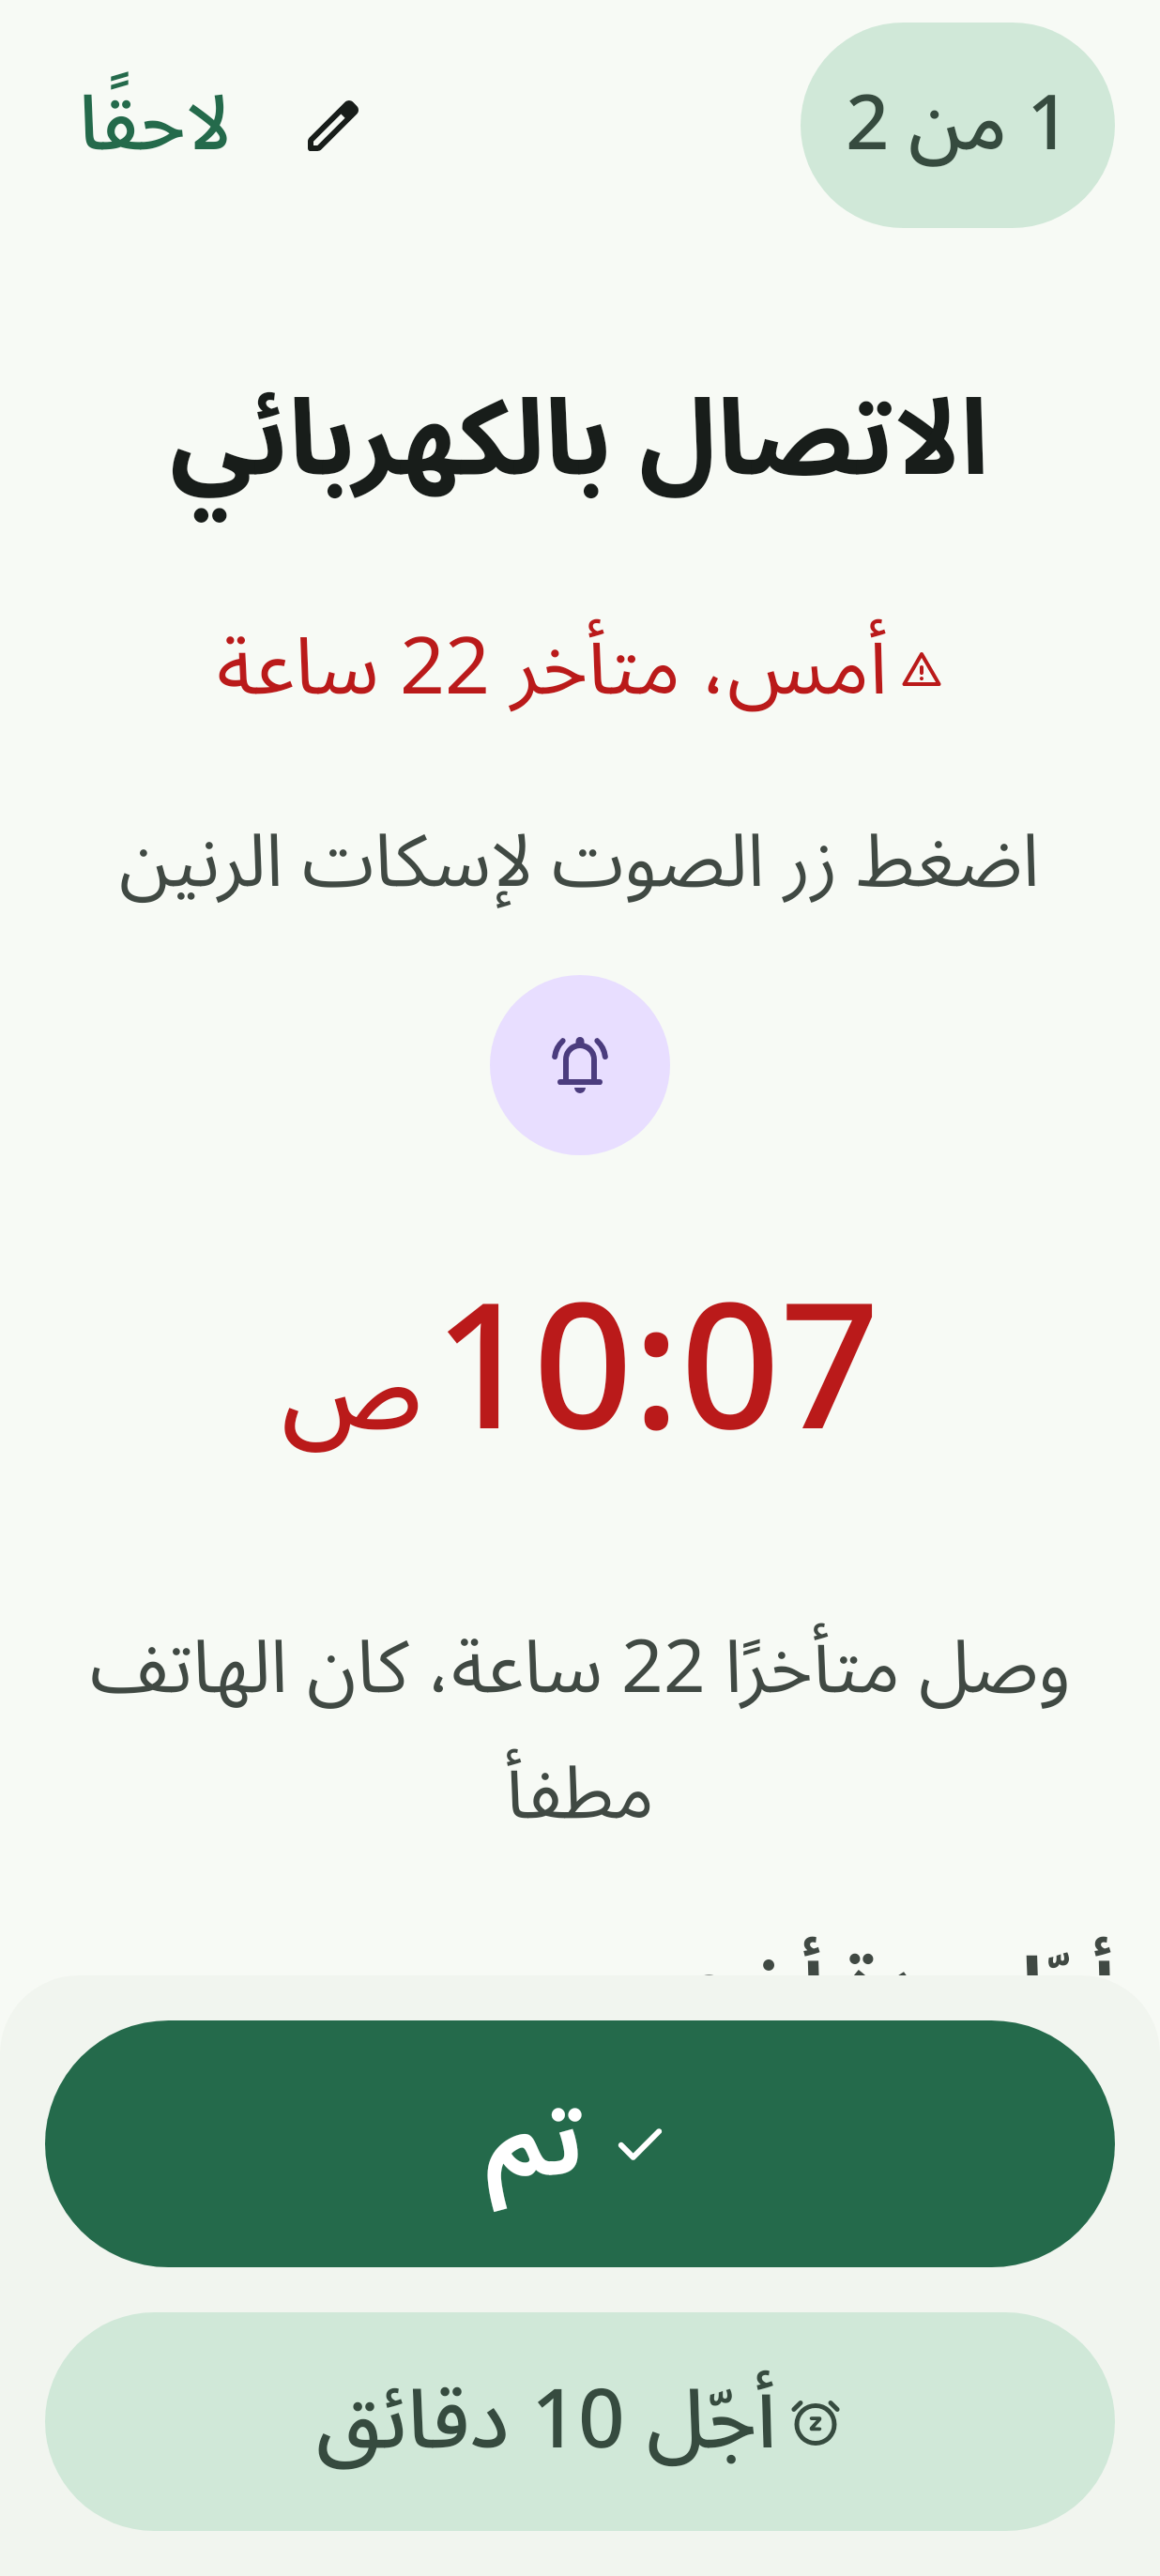 1 من 2
لاحقًا
الاتصال بالكهربائي
أمس، متأخر 22 ساعة
اضغط زر الصوت لإسكات الرنين
10:07 ص
وصل متأخرًا 22 ساعة، كان الهاتف
مطفأ
تم
أجّل 10 دقائق